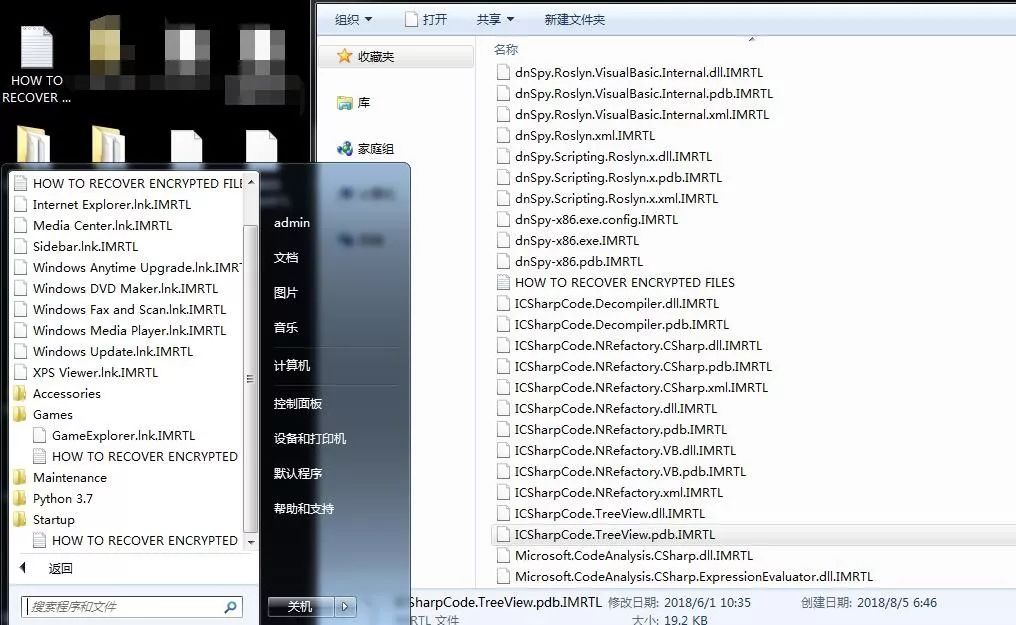 HOW TO
RECOVER ...
HOW TO RECOVER ENCRYPTED FILE
Internet Explorer.lnk.IMRTL
Media Center.lnk.IMRTL
Sidebar.lnk.IMRTL
Windows Anytime Upgrade.lnk.IMRT
Windows DVD Maker.lnk.IMRTL
Windows Fax and Scan.lnk.IMRTL
Windows Media Player.lnk.IMRTL
Windows Update.lnk.IMRTL
XPS Viewer.lnk.IMRTL
Accessories
Games
GameExplorer.lnk.IMRTL
HOW TO RECOVER ENCRYPTED
Maintenance
Python 3.7
Startup
HOW TO RECOVER ENCRYPTED
返回
搜索程序和文件
admin
文档
图片
音乐
计算机
控制面板
设备和打印机
默认程序
帮助和支持
关机
组织 打开 共享 新建文件夹
收藏夹
库
家庭组
名称
dnSpy.Roslyn.VisualBasic.Internal.dll.IMRTL
dnSpy.Roslyn.VisualBasic.Internal.pdb.IMRTL
dnSpy.Roslyn.VisualBasic.Internal.xml.IMRTL
dnSpy.Roslyn.xml.IMRTL
dnSpy.Scripting.Roslyn.x.dll.IMRTL
dnSpy.Scripting.Roslyn.x.pdb.IMRTL
dnSpy.Scripting.Roslyn.x.xml.IMRTL
dnSpy-x86.exe.config.IMRTL
dnSpy-x86.exe.IMRTL
dnSpy-x86.pdb.IMRTL
HOW TO RECOVER ENCRYPTED FILES
ICSharpCode.Decompiler.dll.IMRTL
ICSharpCode.Decompiler.pdb.IMRTL
ICSharpCode.NRefactory.CSharp.dll.IMRTL
ICSharpCode.NRefactory.CSharp.pdb.IMRTL
ICSharpCode.NRefactory.CSharp.xml.IMRTL
ICSharpCode.NRefactory.dll.IMRTL
ICSharpCode.NRefactory.pdb.IMRTL
ICSharpCode.NRefactory.VB.dll.IMRTL
ICSharpCode.NRefactory.VB.pdb.IMRTL
ICSharpCode.NRefactory.xml.IMRTL
ICSharpCode.TreeView.dll.IMRTL
ICSharpCode.TreeView.pdb.IMRTL
Microsoft.CodeAnalysis.CSharp.dll.IMRTL
Microsoft.CodeAnalysis.CSharp.ExpressionEvaluator.dll.IMRTL
CSharpCode.TreeView.pdb.IMRTL 修改日期: 2018/6/1 10:35 创建日期: 2018/8/5 6:46
RTL 文件 大小: 19.2 KB